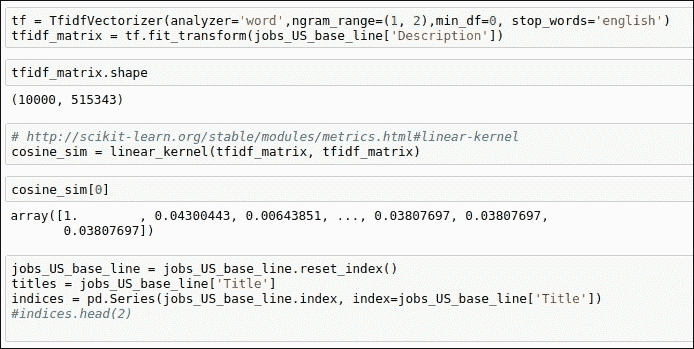 tf = TfidfVectorizer(analyzer='word',ngram_range=(1, 2),min_df=0, stop_words='english')
tfidf_matrix = tf.fit_transform(jobs_US_base_line['Description'])
tfidf_matrix.shape
(10000, 515343)
# http://scikit-learn.org/stable/modules/metrics.html#linear-kernel
cosine_sim = linear_kernel(tfidf_matrix, tfidf_matrix)
cosine_sim[0]
array([1.        , 0.04300443, 0.00643851, ..., 0.03807697, 0.03807697,
       0.03807697])
jobs_US_base_line = jobs_US_base_line.reset_index()
titles = jobs_US_base_line['Title']
indices = pd.Series(jobs_US_base_line.index, index=jobs_US_base_line['Title'])
#indices.head(2)